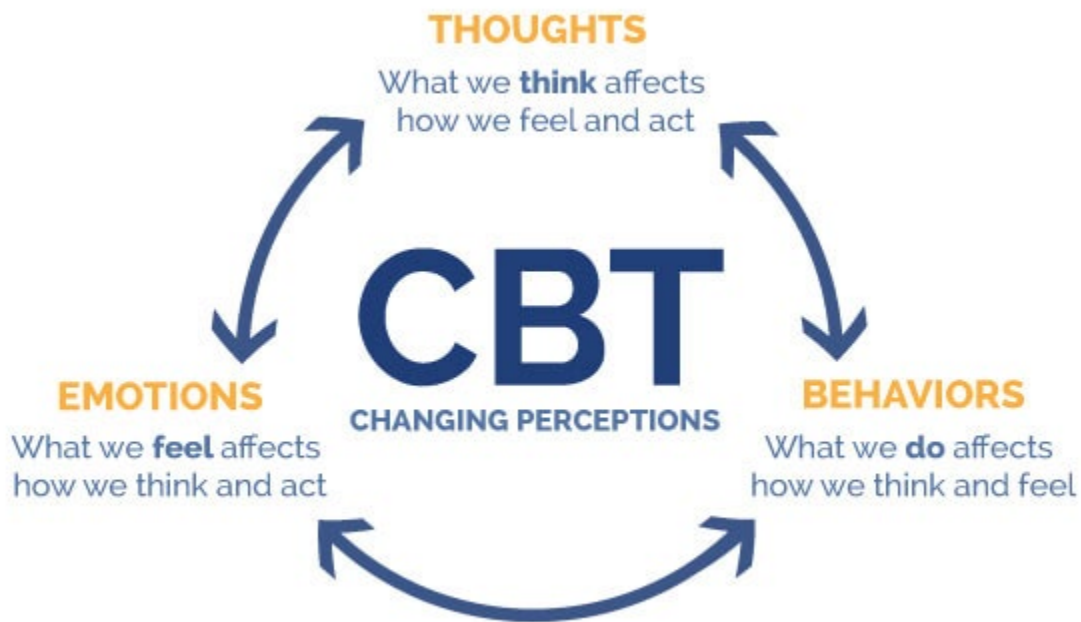 THOUGHTS
What we think affects
how we feel and act
CBT
CHANGING PERCEPTIONS
EMOTIONS
What we feel affects
how we think and act
BEHAVIORS
What we do affects
how we think and feel